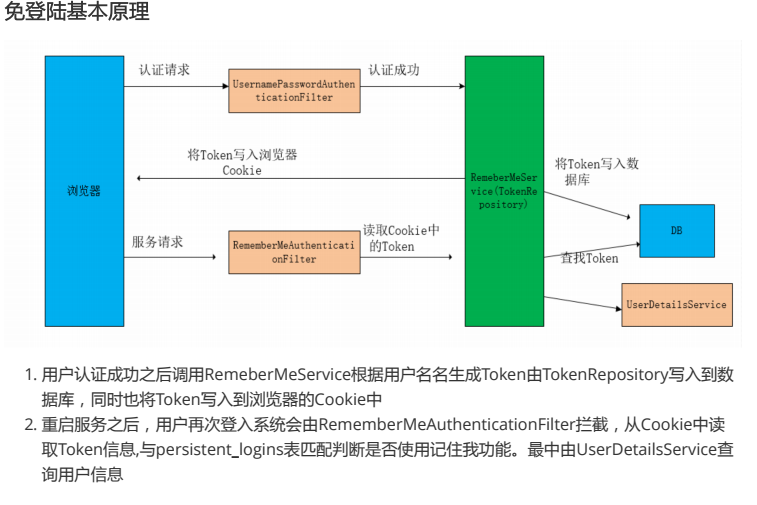 免登陆基本原理
认证请求
UsernamePasswordAuthen
ticationFilter
认证成功
将Token写入浏览器
Cookie
将Token写入数
据库
浏览器
RemeberMeSer
vice(TokenRe
pository)
服务请求
RememberMeAuthenticati
onFilter
读取Cookie中
的Token
DB
查找Token
UserDetailsService
1. 用户认证成功之后调用RemeberMeService根据用户名名生成Token由TokenRepository写入到数
据库，同时也将Token写入到浏览器的Cookie中
2. 重启服务之后，用户再次登入系统会由RememberMeAuthenticationFilter拦截，从Cookie中读
取Token信息,与persistent_logins表匹配判断是否使用记住我功能。最中由UserDetailsService查
询用户信息